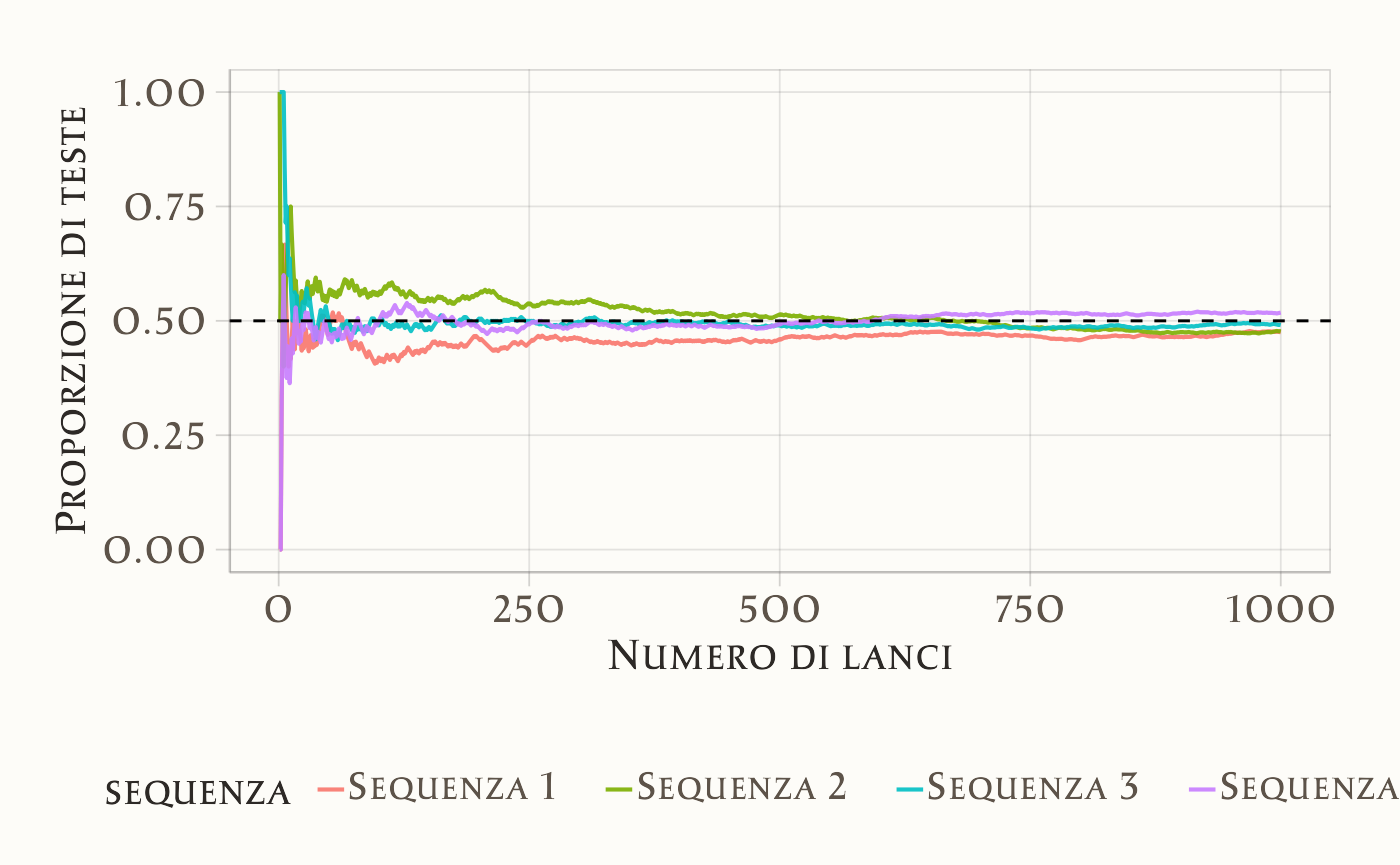 1.00
0.75
0.50
0.25
0.00
Proporzione di teste
0 250 500 750 1000
Numero di lanci
sequenza Sequenza 1 Sequenza 2 Sequenza 3 Sequenza